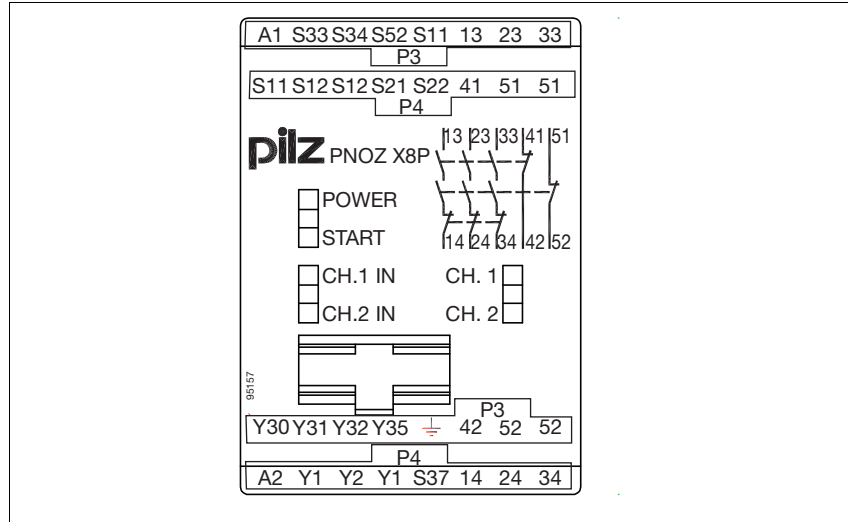 A1 S33 S34 S52 S11 13 23 33
P3
S11 S12 S12 S21 S22 41 51 51
P4
pilz PNOZ X8P
13 23 33 41 51
POWER
START
14 24 34 42 52
CH.1 IN CH. 1
CH.2 IN CH. 2
95157
P3
Y30 Y31 Y32 Y35 42 52 52
P4
A2 Y1 Y2 Y1 S37 14 24 34